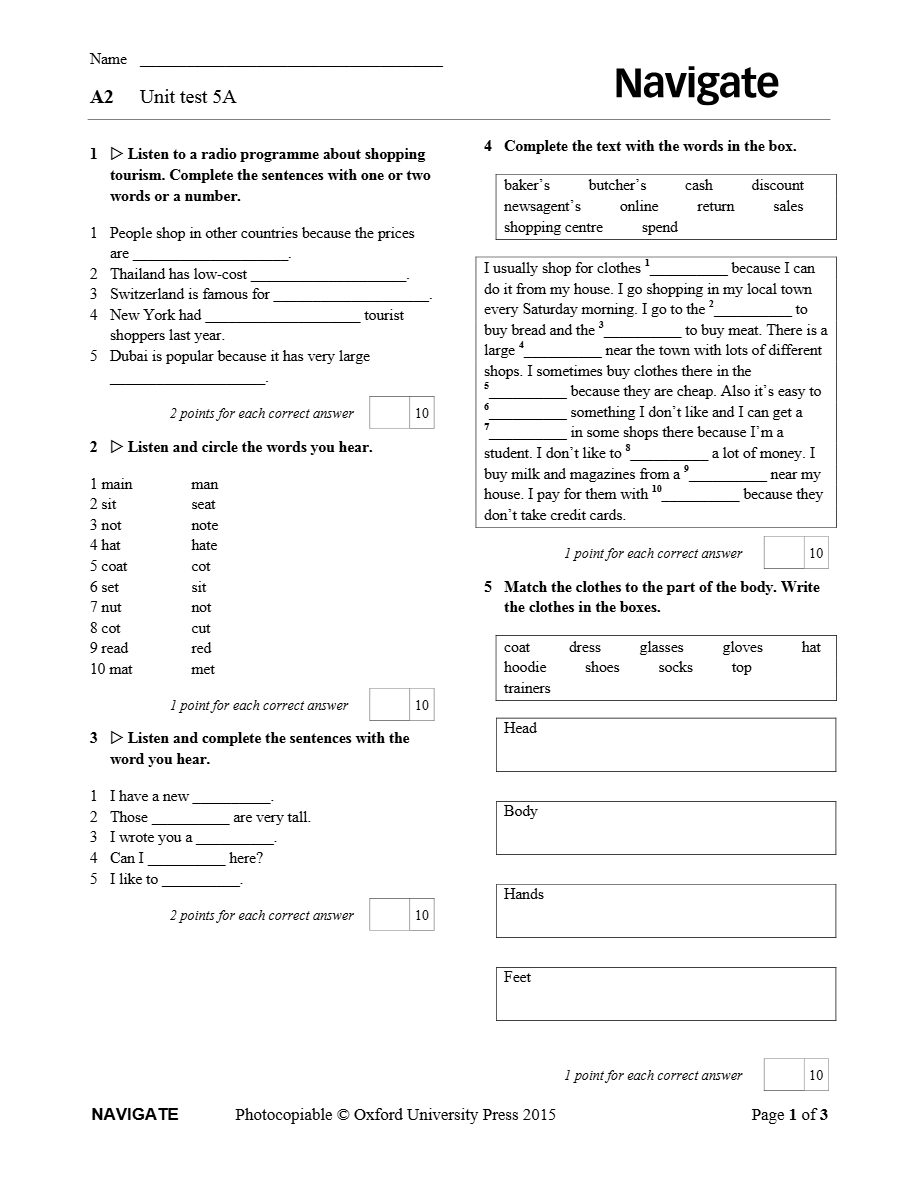 Name ______________________________________
Navigate
A2 Unit test 5A
1 ▷ Listen to a radio programme about shopping
tourism. Complete the sentences with one or two
words or a number.
1 People shop in other countries because the prices
are ____________________.
2 Thailand has low-cost ____________________.
3 Switzerland is famous for ____________________.
4 New York had ____________________ tourist
shoppers last year.
5 Dubai is popular because it has very large
____________________.
2 points for each correct answer 10
2 ▷ Listen and circle the words you hear.
1 main man
2 sit seat
3 not note
4 hat hate
5 coat cot
6 set sit
7 nut not
8 cot cut
9 read red
10 mat met
1 point for each correct answer 10
3 ▷ Listen and complete the sentences with the
word you hear.
1 I have a new __________.
2 Those __________ are very tall.
3 I wrote you a __________.
4 Can I __________ here?
5 I like to __________.
2 points for each correct answer 10
4 Complete the text with the words in the box.
baker's butcher's cash discount
newsagent's online return sales
shopping centre spend
I usually shop for clothes 1__________ because I can
do it from my house. I go shopping in my local town
every Saturday morning. I go to the 2__________ to
buy bread and the 3__________ to buy meat. There is a
large 4__________ near the town with lots of different
shops. I sometimes buy clothes there in the
5__________ because they are cheap. Also it's easy to
6__________ something I don't like and I can get a
7__________ in some shops there because I'm a
student. I don't like to 8__________ a lot of money. I
buy milk and magazines from a 9__________ near my
house. I pay for them with 10__________ because they
don't take credit cards.
1 point for each correct answer 10
5 Match the clothes to the part of the body. Write
the clothes in the boxes.
coat dress glasses gloves hat
hoodie shoes socks top
trainers
Head
Body
Hands
Feet
1 point for each correct answer 10
NAVIGATE Photocopiable © Oxford University Press 2015 Page 1 of 3